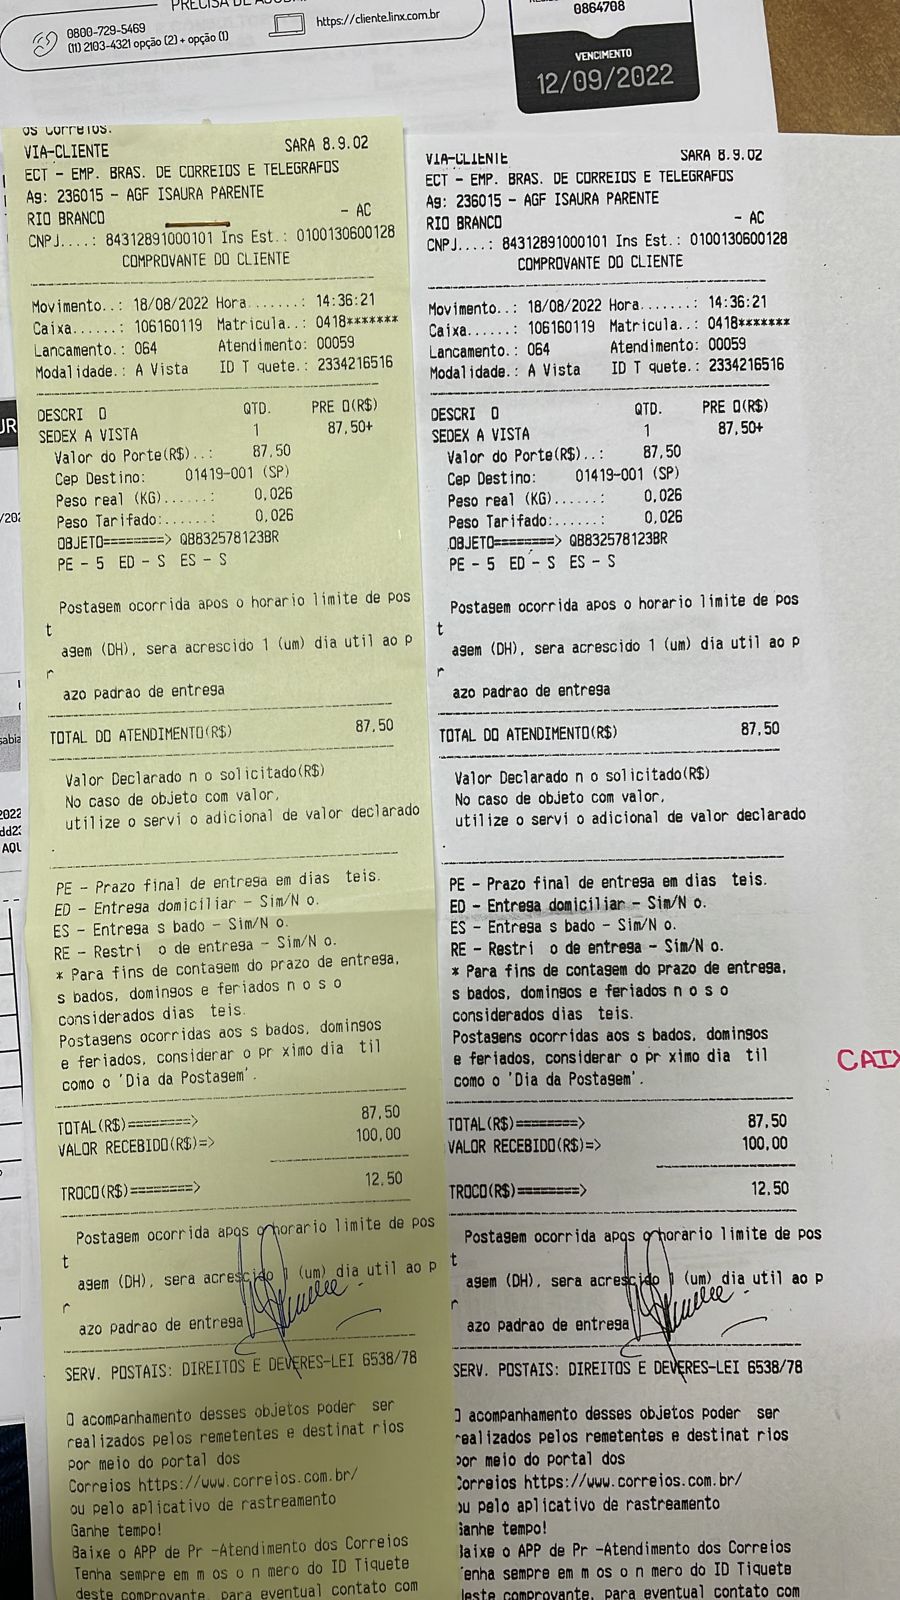 PRECISA DE
0800-729-5469
(11) 2103-4321 opção (2) + opção (1)
https://cliente.linx.com.br
0864708
VENCIMENTO
12/09/2022
os Correios.
VIA-CLIENTE SARA 8.9.02
ECT - EMP. BRAS. DE CORREIOS E TELEGRAFOS
Ag: 236015 - AGF ISAURA PARENTE
RIO BRANCO - AC
CNPJ....: 84312891000101 Ins Est.: 0100130600128
COMPROVANTE DO CLIENTE
Movimento..: 18/08/2022 Hora.......: 14:36:21
Caixa......: 106160119 Matricula..: 0418*******
Lancamento.: 064 Atendimento: 00059
Modalidade.: A Vista ID T quete.: 2334216516
DESCRI O QTD. PRE O(R$)
SEDEX A VISTA 1 87,50+
Valor do Porte(R$)..: 87,50
Cep Destino: 01419-001 (SP)
Peso real (KG)......: 0,026
Peso Tarifado:......: 0,026
OBJETO========> QB832578123BR
PE - 5 ED - S ES - S
Postagem ocorrida apos o horario limite de pos
t
agem (DH), sera acrescido 1 (um) dia util ao p
r
azo padrao de entrega
TOTAL DO ATENDIMENTO(R$) 87,50
Valor Declarado n o solicitado(R$)
No caso de objeto com valor,
utilize o servi o adicional de valor declarado
.
PE - Prazo final de entrega em dias teis.
ED - Entrega domiciliar - Sim/N o.
ES - Entrega s bado - Sim/N o.
RE - Restri o de entrega - Sim/N o.
* Para fins de contagem do prazo de entrega,
s bados, domingos e feriados n o s o
considerados dias teis.
Postagens ocorridas aos s bados, domingos
e feriados, considerar o pr ximo dia til
como o 'Dia da Postagem'.
TOTAL(R$)========> 87,50
VALOR RECEBIDO(R$)=> 100,00
TROCO(R$)========> 12,50
Postagem ocorrida apos o horario limite de pos
t
agem (DH), sera acrescido 1 (um) dia util ao p
r
azo padrao de entrega
SERV. POSTAIS: DIREITOS E DEVERES-LEI 6538/78
O acompanhamento desses objetos poder ser
realizados pelos remetentes e destinat rios
por meio do portal dos
Correios https://www.correios.com.br/
ou pelo aplicativo de rastreamento
Ganhe tempo!
Baixe o APP de Pr -Atendimento dos Correios
Tenha sempre em m os o n mero do ID Tiquete
deste comprovante, para eventual contato com
VIA-CLIENTE SARA 8.9.02
ECT - EMP. BRAS. DE CORREIOS E TELEGRAFOS
Ag: 236015 - AGF ISAURA PARENTE
RIO BRANCO - AC
CNPJ....: 84312891000101 Ins Est.: 0100130600128
COMPROVANTE DO CLIENTE
Movimento..: 18/08/2022 Hora.......: 14:36:21
Caixa......: 106160119 Matricula..: 0418*******
Lancamento.: 064 Atendimento: 00059
Modalidade.: A Vista ID T quete.: 2334216516
DESCRI O QTD. PRE O(R$)
SEDEX A VISTA 1 87,50+
Valor do Porte(R$)..: 87,50
Cep Destino: 01419-001 (SP)
Peso real (KG)......: 0,026
Peso Tarifado:......: 0,026
OBJETO========> QB832578123BR
PE - 5 ED - S ES - S
Postagem ocorrida apos o horario limite de pos
t
agem (DH), sera acrescido 1 (um) dia util ao p
r
azo padrao de entrega
TOTAL DO ATENDIMENTO(R$) 87,50
Valor Declarado n o solicitado(R$)
No caso de objeto com valor,
utilize o servi o adicional de valor declarado
.
PE - Prazo final de entrega em dias teis.
ED - Entrega domiciliar - Sim/N o.
ES - Entrega s bado - Sim/N o.
RE - Restri o de entrega - Sim/N o.
* Para fins de contagem do prazo de entrega,
s bados, domingos e feriados n o s o
considerados dias teis.
Postagens ocorridas aos s bados, domingos
e feriados, considerar o pr ximo dia til
como o 'Dia da Postagem'.
CAIX
TOTAL(R$)========> 87,50
VALOR RECEBIDO(R$)=> 100,00
TROCO(R$)========> 12,50
Postagem ocorrida apos o horario limite de pos
t
agem (DH), sera acrescido 1 (um) dia util ao p
r
azo padrao de entrega
SERV. POSTAIS: DIREITOS E DEVERES-LEI 6538/78
O acompanhamento desses objetos poder ser
realizados pelos remetentes e destinat rios
por meio do portal dos
Correios https://www.correios.com.br/
ou pelo aplicativo de rastreamento
Ganhe tempo!
Baixe o APP de Pr -Atendimento dos Correios
Tenha sempre em m os o n mero do ID Tiquete
deste comprovante, para eventual contato com